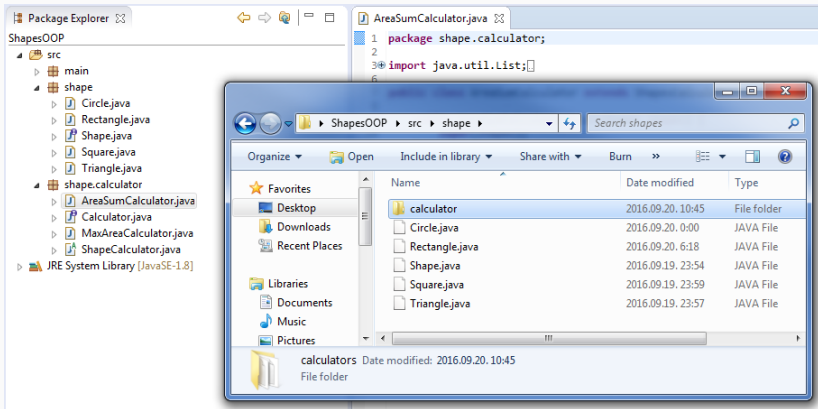 Package Explorer
ShapesOOP
src
main
shape
Circle.java
Rectangle.java
Shape.java
Square.java
Triangle.java
shape.calculator
AreaSumCalculator.java
Calculator.java
MaxAreaCalculator.java
ShapeCalculator.java
JRE System Library [JavaSE-1.8]
AreaSumCalculator.java
1 package shape.calculator;
2
3 import java.util.List;
6
ShapesOOP src shape
Search shapes
Organize Open Include in library Share with Burn »
Favorites
Desktop
Downloads
Recent Places
Libraries
Documents
Music
Pictures
Name Date modified Type
calculator 2016.09.20. 10:45 File folder
Circle.java 2016.09.20. 0:00 JAVA File
Rectangle.java 2016.09.20. 6:18 JAVA File
Shape.java 2016.09.19. 23:54 JAVA File
Square.java 2016.09.19. 23:59 JAVA File
Triangle.java 2016.09.19. 23:57 JAVA File
calculators Date modified: 2016.09.20. 10:45
File folder